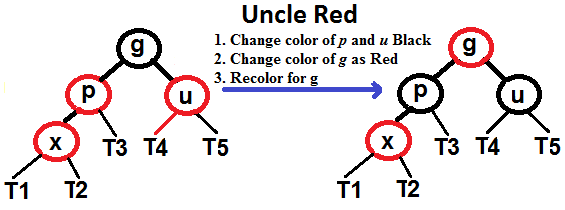 Uncle Red
1. Change color of p and u Black
2. Change color of g as Red
3. Recolor for g
g
p
u
x
T3
T4
T5
T1
T2
g
p
u
x
T3
T4
T5
T1
T2